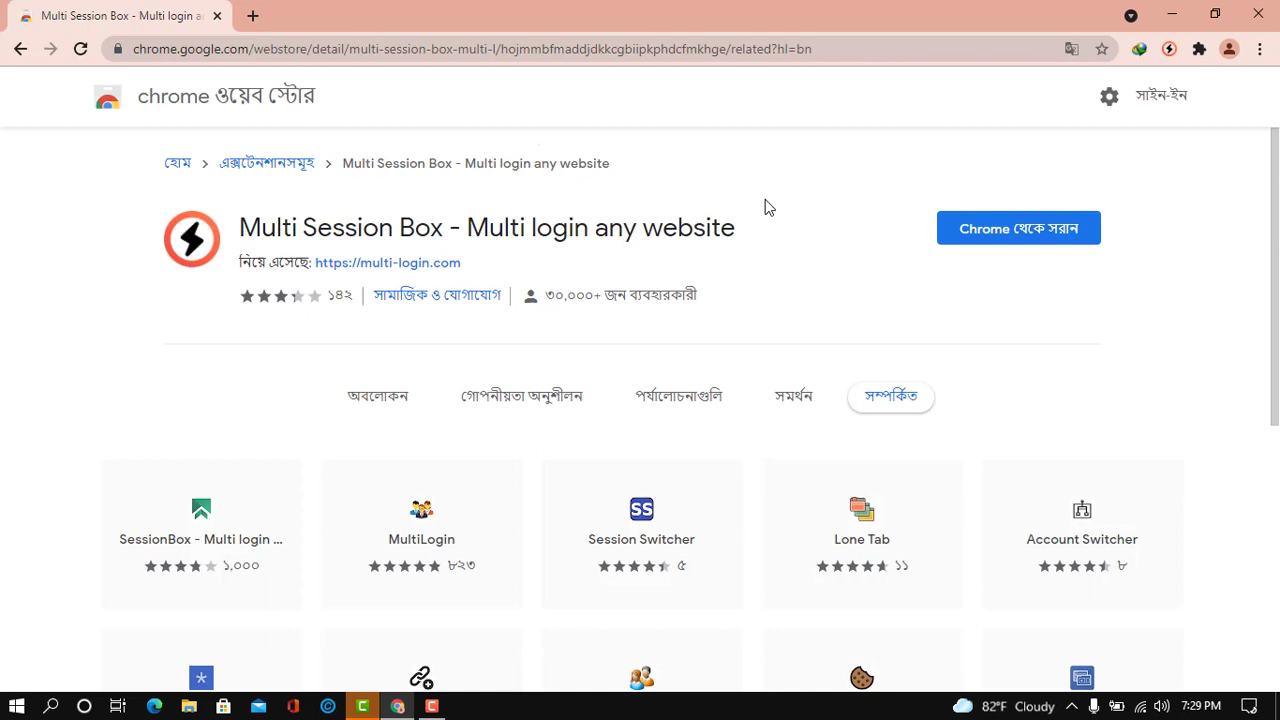 Multi Session Box - Multi login a
chrome.google.com/webstore/detail/multi-session-box-multi-l/hojmmbfmaddjdkkcgbiipkphdcfmkhge/related?hl=bn
chrome ওয়েব স্টোর
সাইন-ইন
হোম > এক্সটেনশানসমূহ > Multi Session Box - Multi login any website
Multi Session Box - Multi login any website
Chrome থেকে সরান
নিয়ে এসেছে: https://multi-login.com
১৪২ | সামাজিক ও যোগাযোগ | ৩০,০০০+ জন ব্যবহারকারী
অবলোকন গোপনীয়তা অনুশীলন পর্যালোচনাগুলি সমর্থন সম্পর্কিত
SS
SessionBox - Multi login ... MultiLogin Session Switcher Lone Tab Account Switcher
১,০০০ ৮২৩ ৫ ১১ ৮
82°F Cloudy 7:29 PM